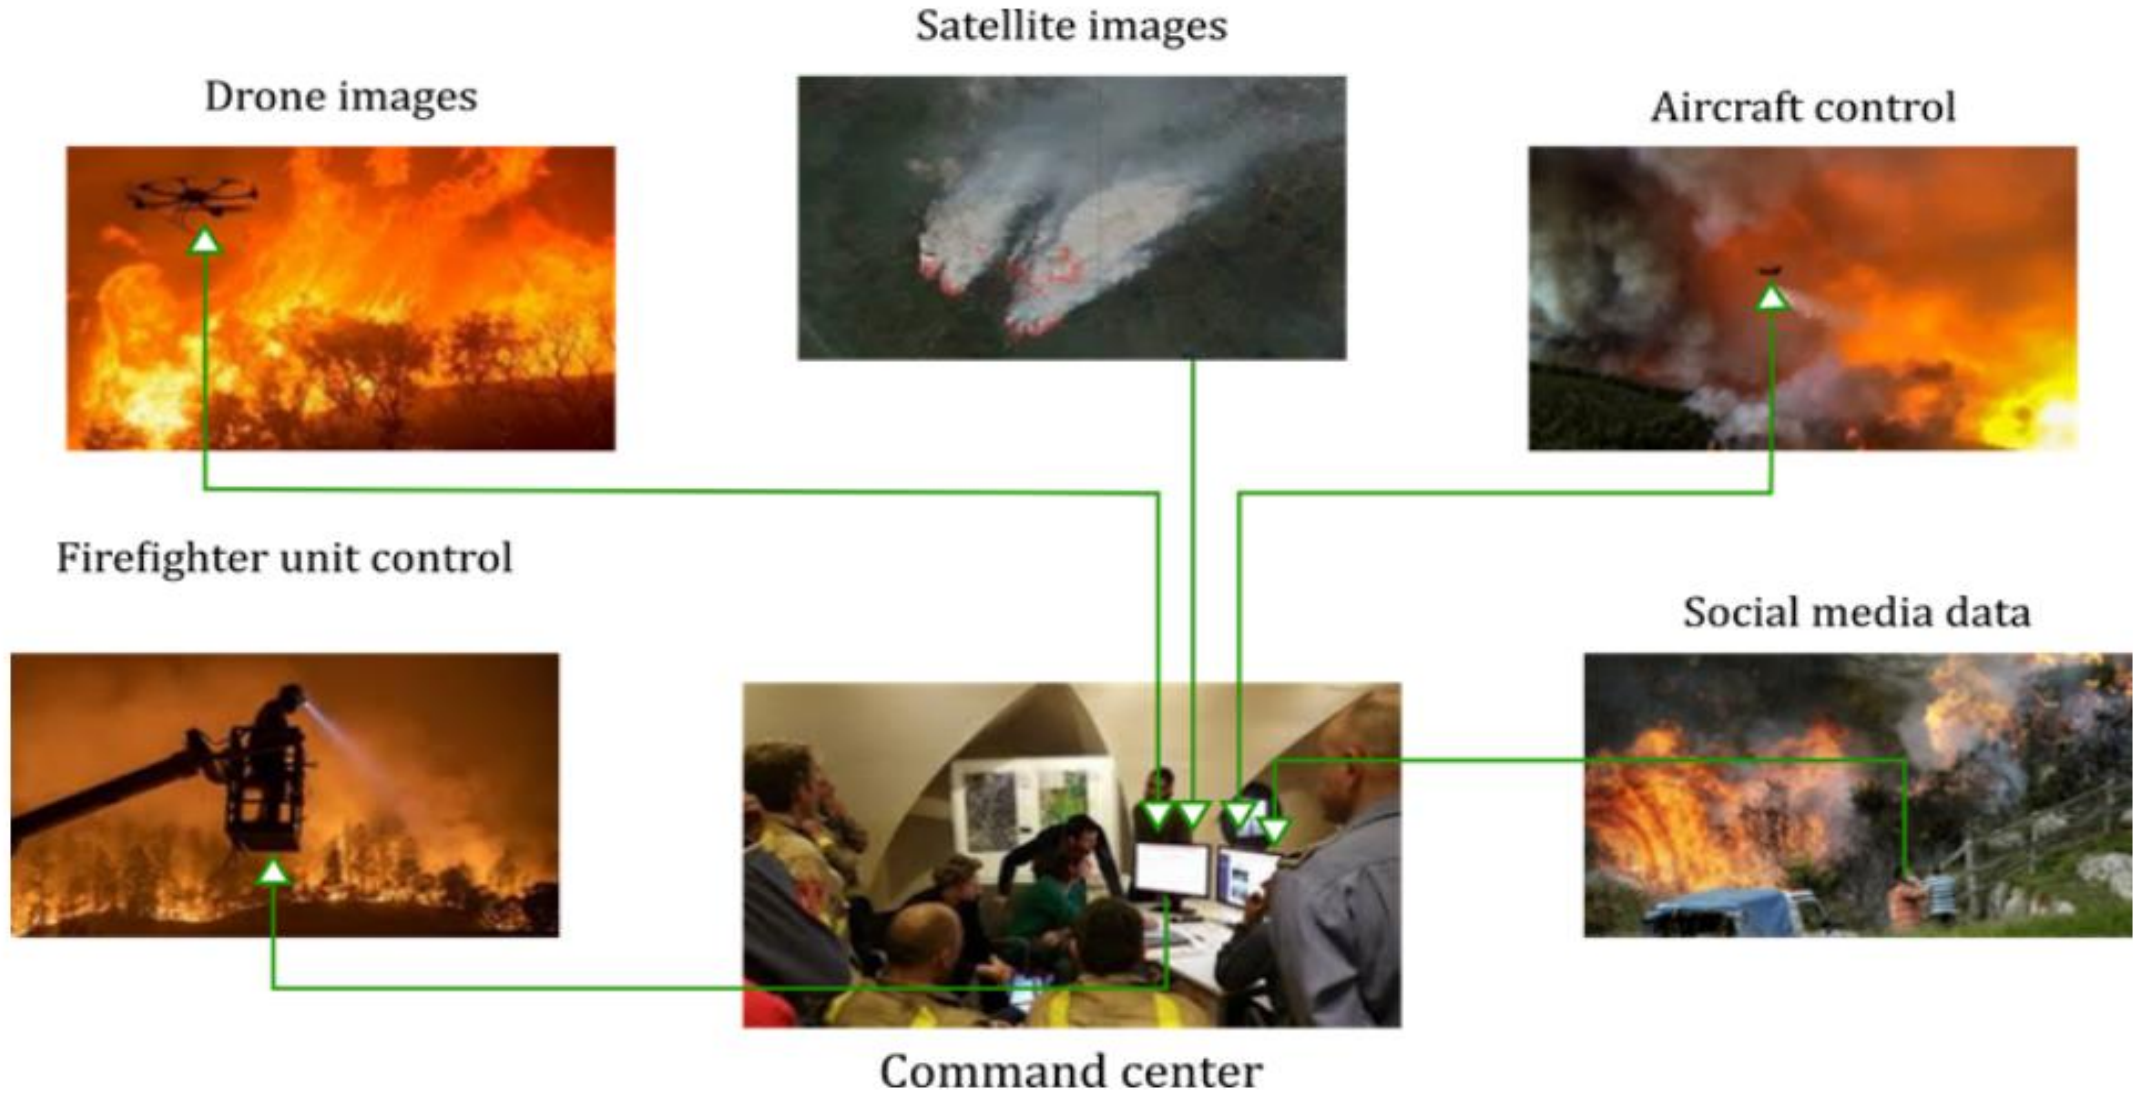 Satellite images
Drone images
Aircraft control
Firefighter unit control
Social media data
Command center